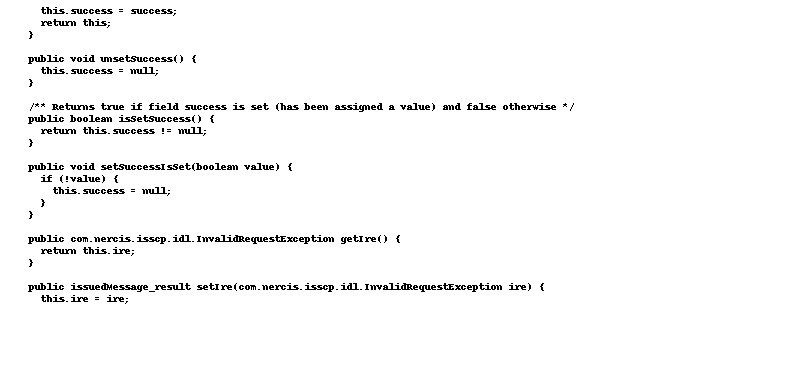 this.success = success;
return this;
}
public void unsetSuccess() {
this.success = null;
}
/** Returns true if field success is set (has been assigned a value) and false otherwise */
public boolean isSetSuccess() {
return this.success != null;
}
public void setSuccessIsSet(boolean value) {
if (!value) {
this.success = null;
}
}
public com.nercis.isscp.idl.InvalidRequestException getIre() {
return this.ire;
}
public issuedMessage_result setIre(com.nercis.isscp.idl.InvalidRequestException ire) {
this.ire = ire;